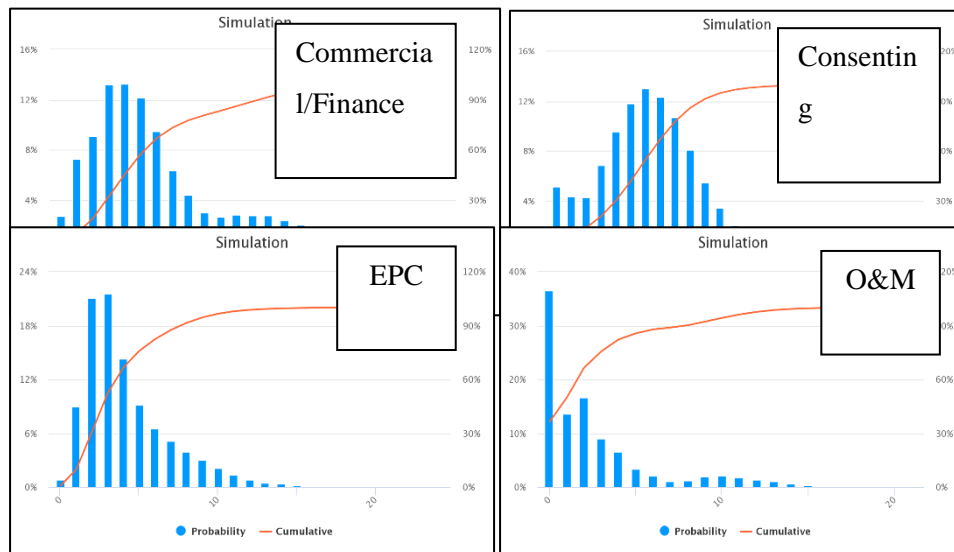 Simulation
16%
12%
8%
4%
120%
90%
60%
30%
Commercia
l/Finance
Simulation
16%
12%
8%
4%
30%
Consentin
g
Simulation
24%
18%
12%
6%
0%
120%
90%
60%
30%
0%
0
10
20
EPC
Probability
Cumulative
Simulation
40%
30%
20%
10%
0%
60%
30%
0%
0
10
20
O&M
Probability
Cumulative